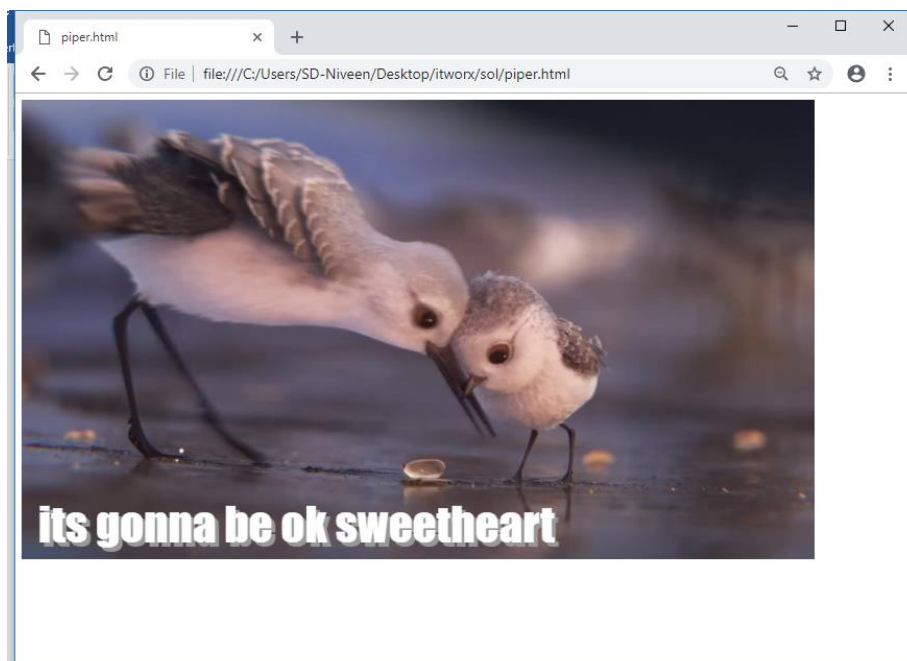 piper.html
File
file:///C:/Users/SD-Niveen/Desktop/itworx/sol/piper.html
its gonna be ok sweetheart